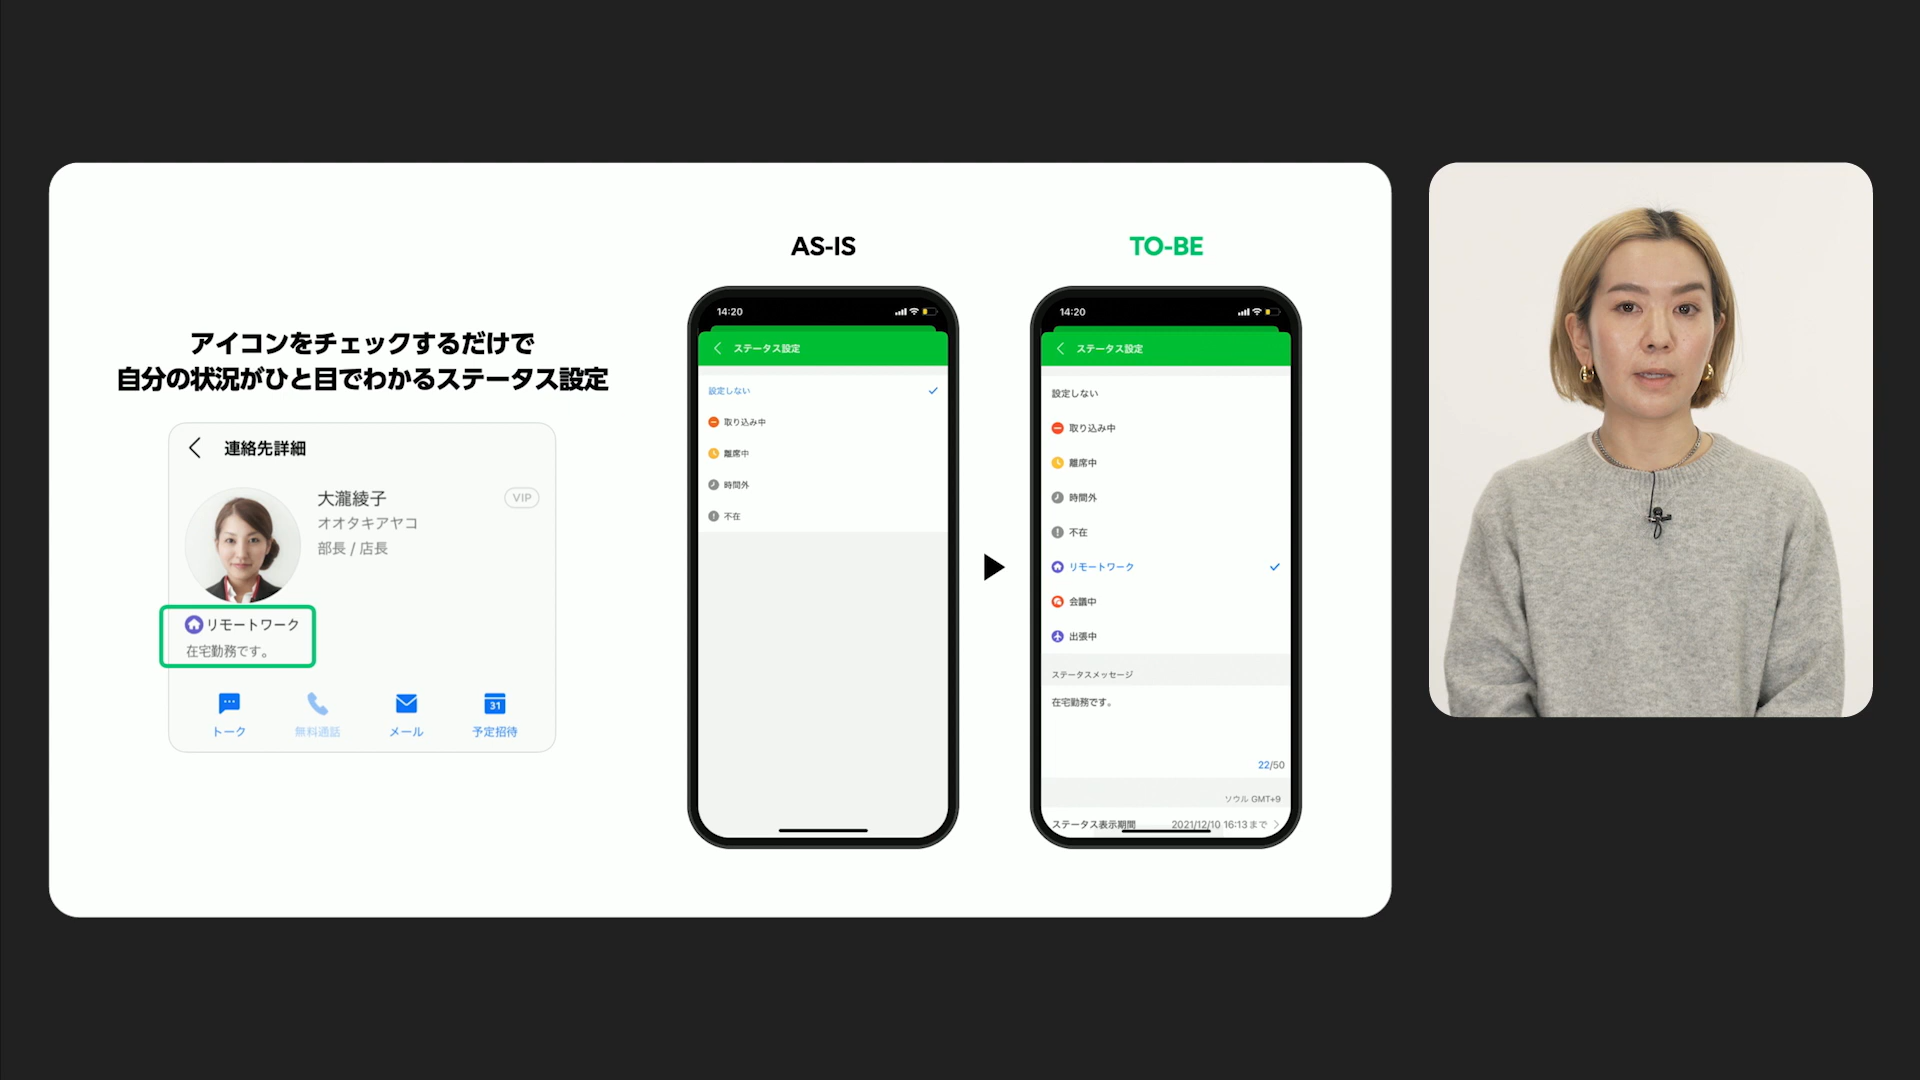 アイコンをチェックするだけで
自分の状況がひと目でわかるステータス設定
連絡先詳細
大瀧綾子
VIP
オオタキアヤコ
部長 / 店長
リモートワーク
在宅勤務です。
トーク
無料通話
メール
31
予定招待
AS-IS
14:20
ステータス設定
設定しない
取り込み中
離席中
時間外
不在
TO-BE
14:20
ステータス設定
設定しない
取り込み中
離席中
時間外
不在
リモートワーク
会議中
出張中
ステータスメッセージ
在宅勤務です。
22/50
ソウル GMT+9
ステータス表示期間 2021/12/10 16:13まで